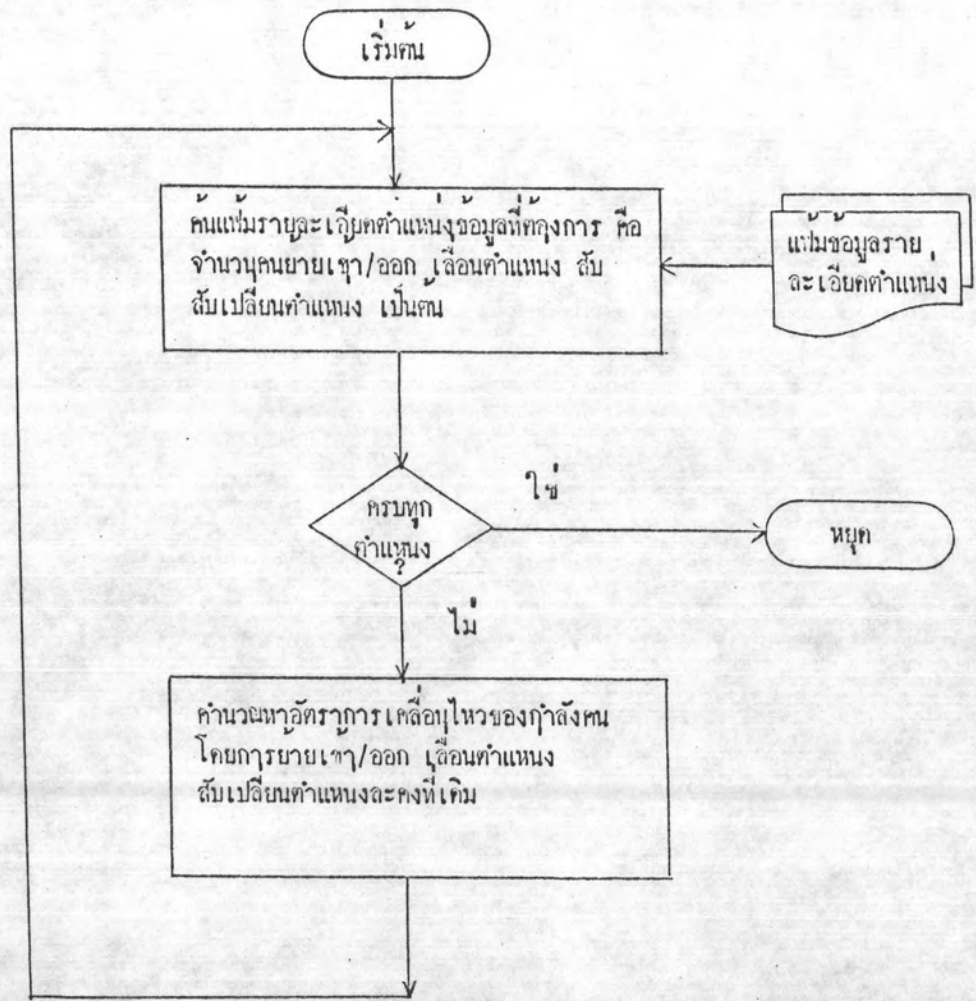 เริ่มต้น
ค้นแฟ้มรายละเอียดตำแหน่งข้อมูลที่ต้องการ คือ
จำนวนคนย้ายเข้า/ออก เลื่อนตำแหนง สับ
สับเปลี่ยนตำแหนง เป็นต้น
แฟ้มข้อมูลราย
ละเอียดตำแหน่ง
ครบทุก
ตำแหนง
?
ใช่
หยุด
ไม่
คำนวณหาอัตราการเคลื่อนไหวของกำลังคน
โดยการย้ายเข้า/ออก เลื่อนตำแหนง
สับเปลี่ยนตำแหนงละคงที่เดิม